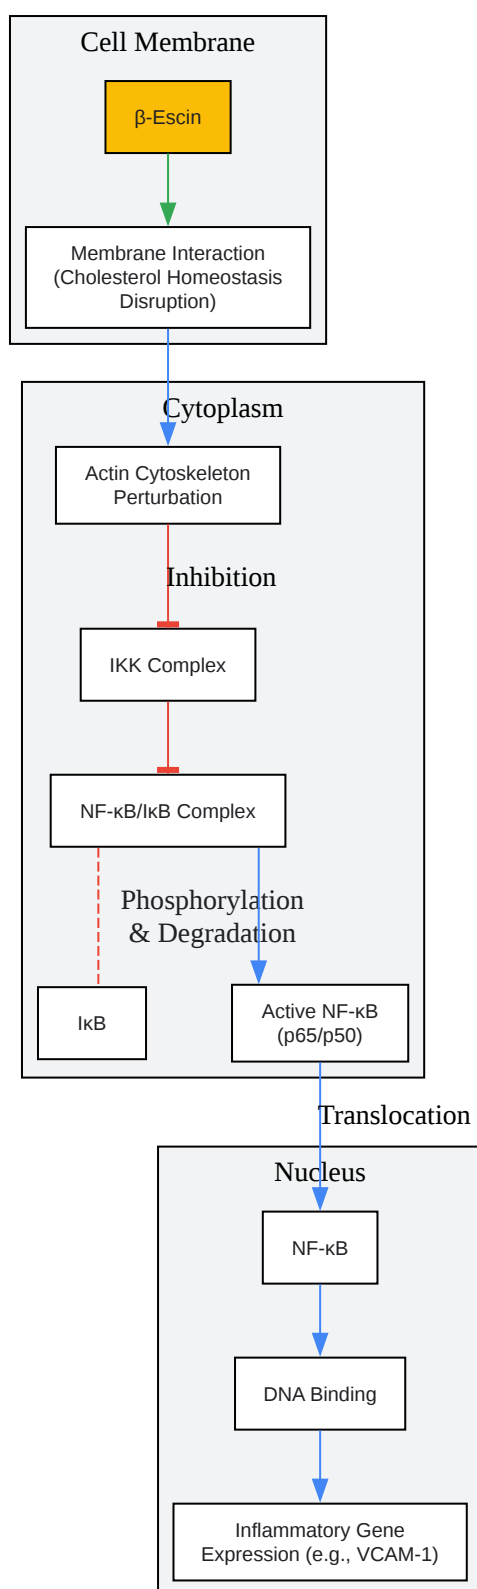 Cell Membrane
β-Escin
Membrane Interaction
(Cholesterol Homeostasis
Disruption)
Cytoplasm
Actin Cytoskeleton
Perturbation
Inhibition
IKK Complex
NF-κB/IκB Complex
Phosphorylation
& Degradation
IκB
Active NF-κB
(p65/p50)
Translocation
Nucleus
NF-κB
DNA Binding
Inflammatory Gene
Expression (e.g., VCAM-1)